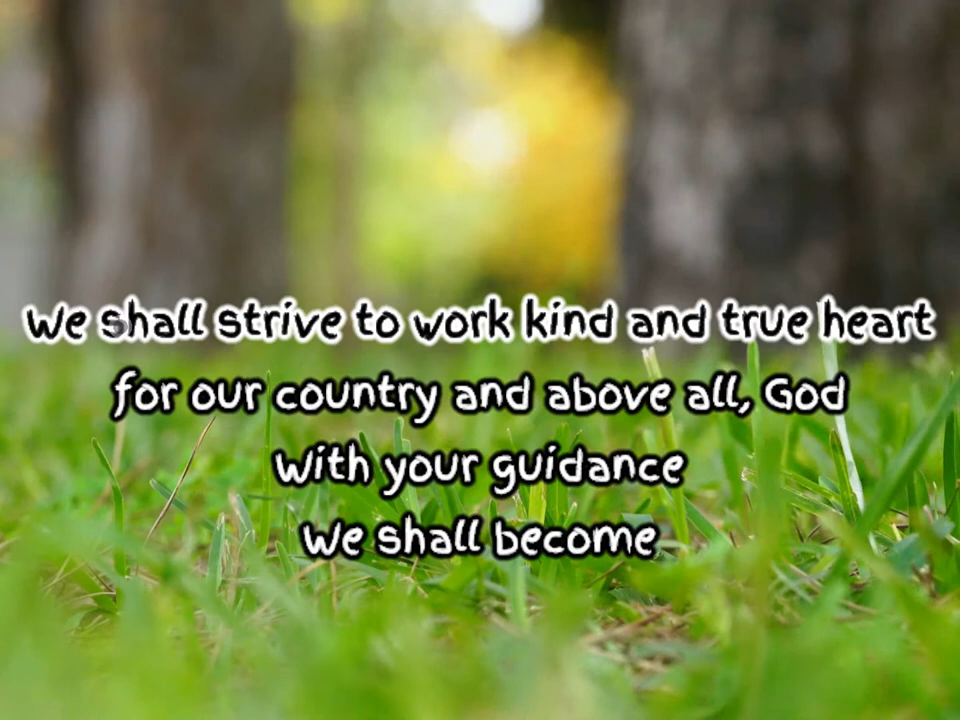 We shall strive to work kind and true heart
for our country and above all, God
With your guidance
We shall become